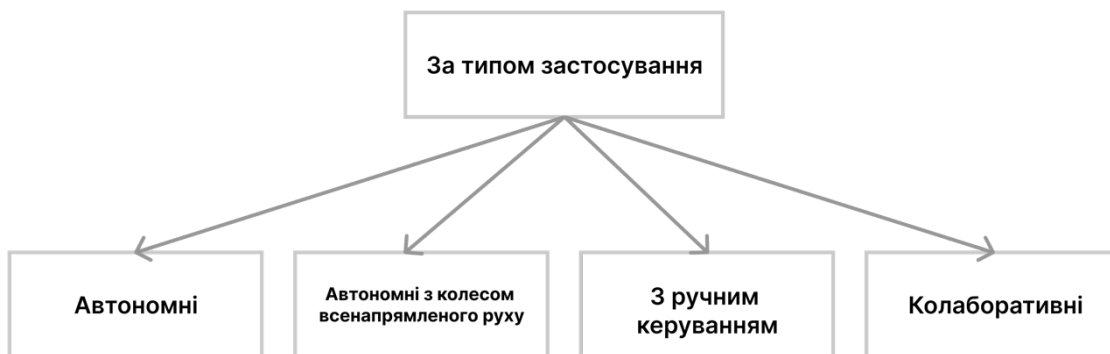 За типом застосування
Автономні
Автономні з колесом
всенапрямленого руху
З ручним
керуванням
Колаборативні